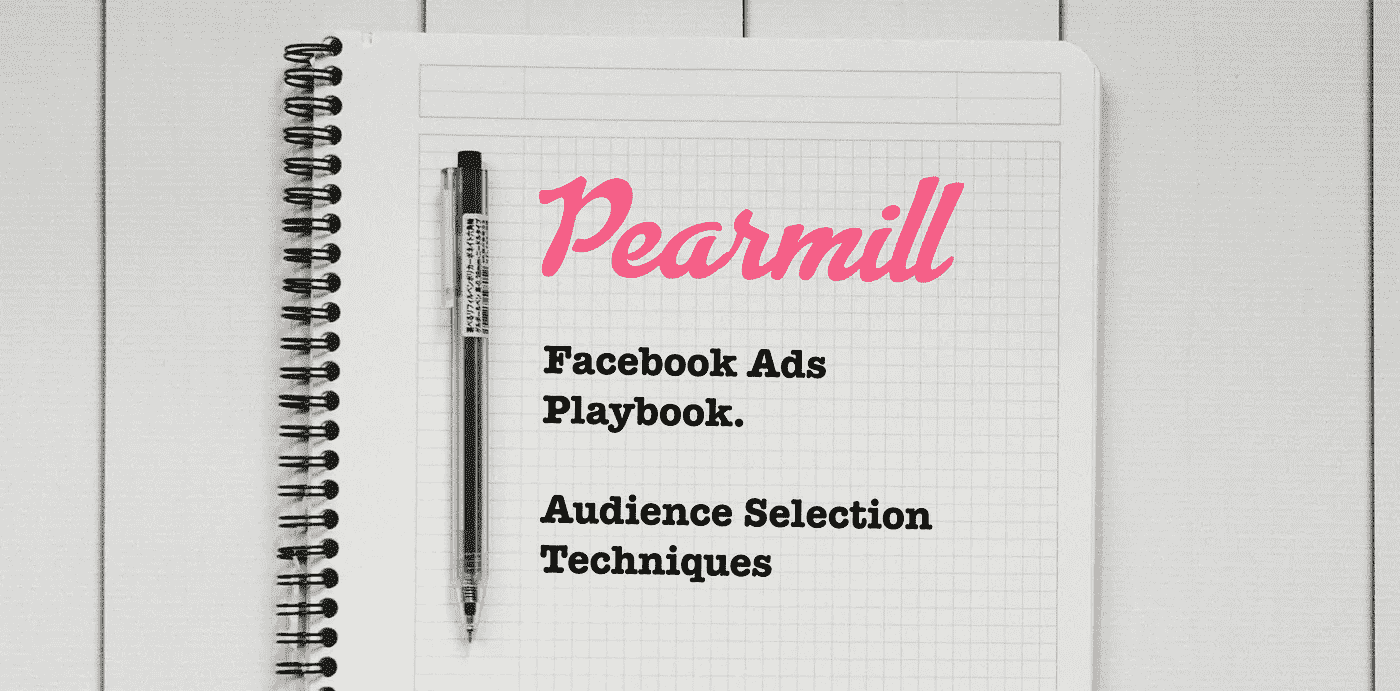 Pearmill
Facebook Ads
Playbook.
Audience Selection
Techniques